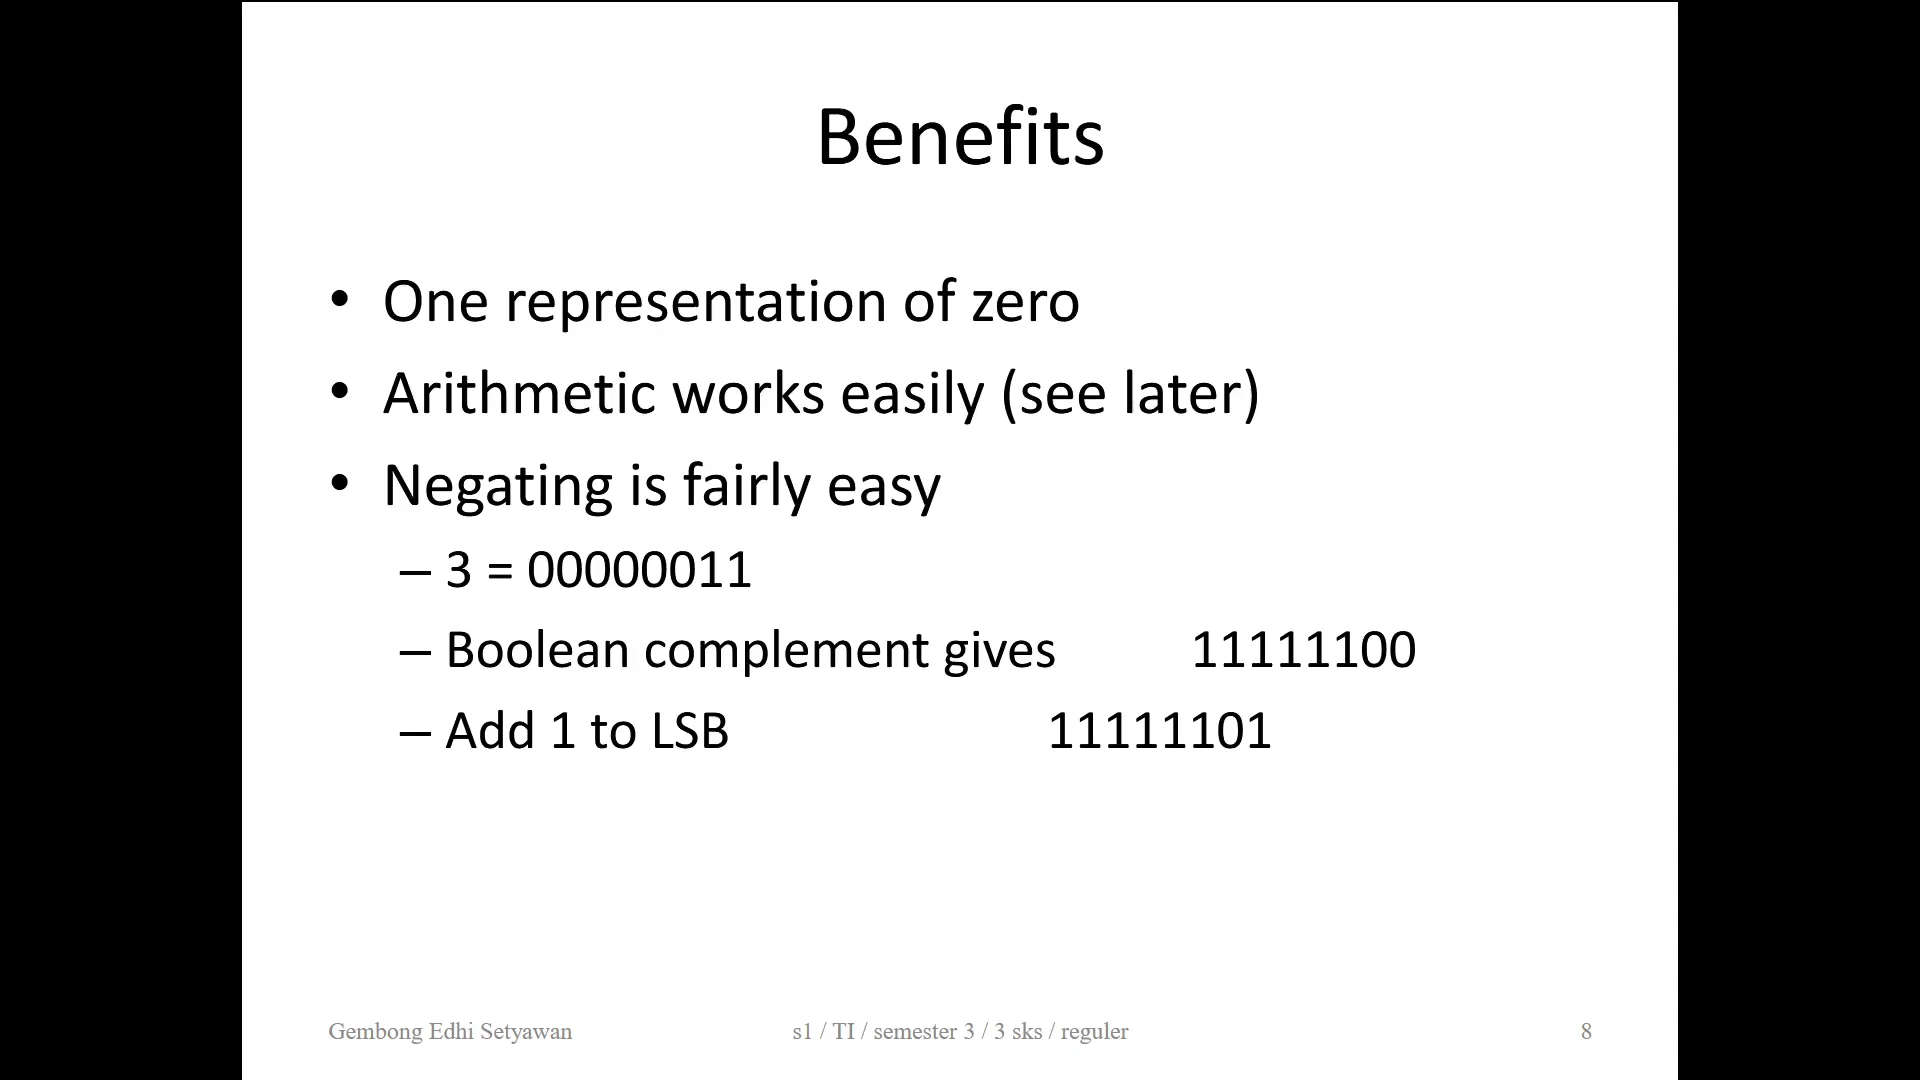 Benefits
• One representation of zero
• Arithmetic works easily (see later)
• Negating is fairly easy
– 3 = 00000011
– Boolean complement gives 11111100
– Add 1 to LSB 11111101
Gembong Edhi Setyawan s1 / TI / semester 3 / 3 sks / reguler 8